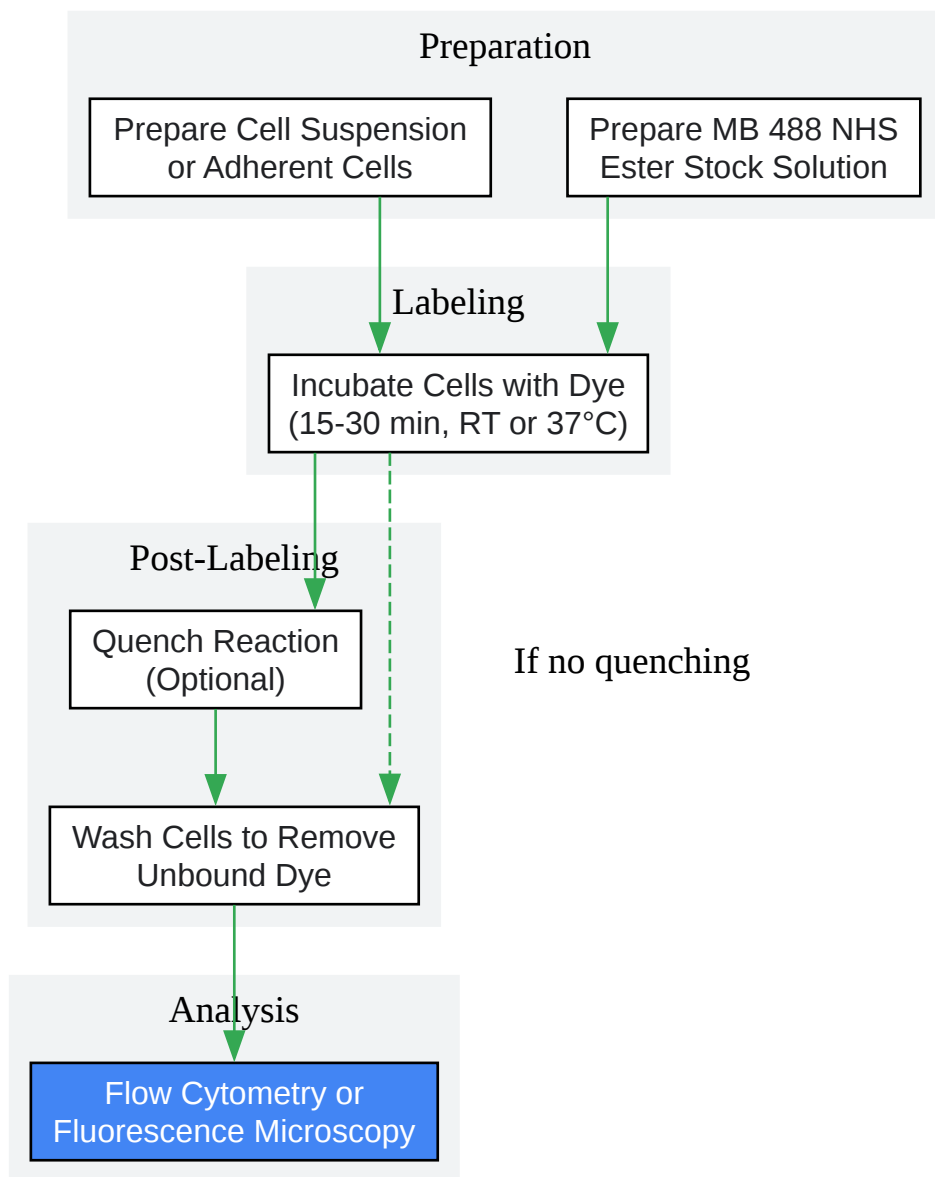 Preparation
Prepare Cell Suspension
or Adherent Cells
Prepare MB 488 NHS
Ester Stock Solution
Labeling
Incubate Cells with Dye
(15-30 min, RT or 37°C)
Post-Labeling
Quench Reaction
(Optional)
If no quenching
Wash Cells to Remove
Unbound Dye
Analysis
Flow Cytometry or
Fluorescence Microscopy